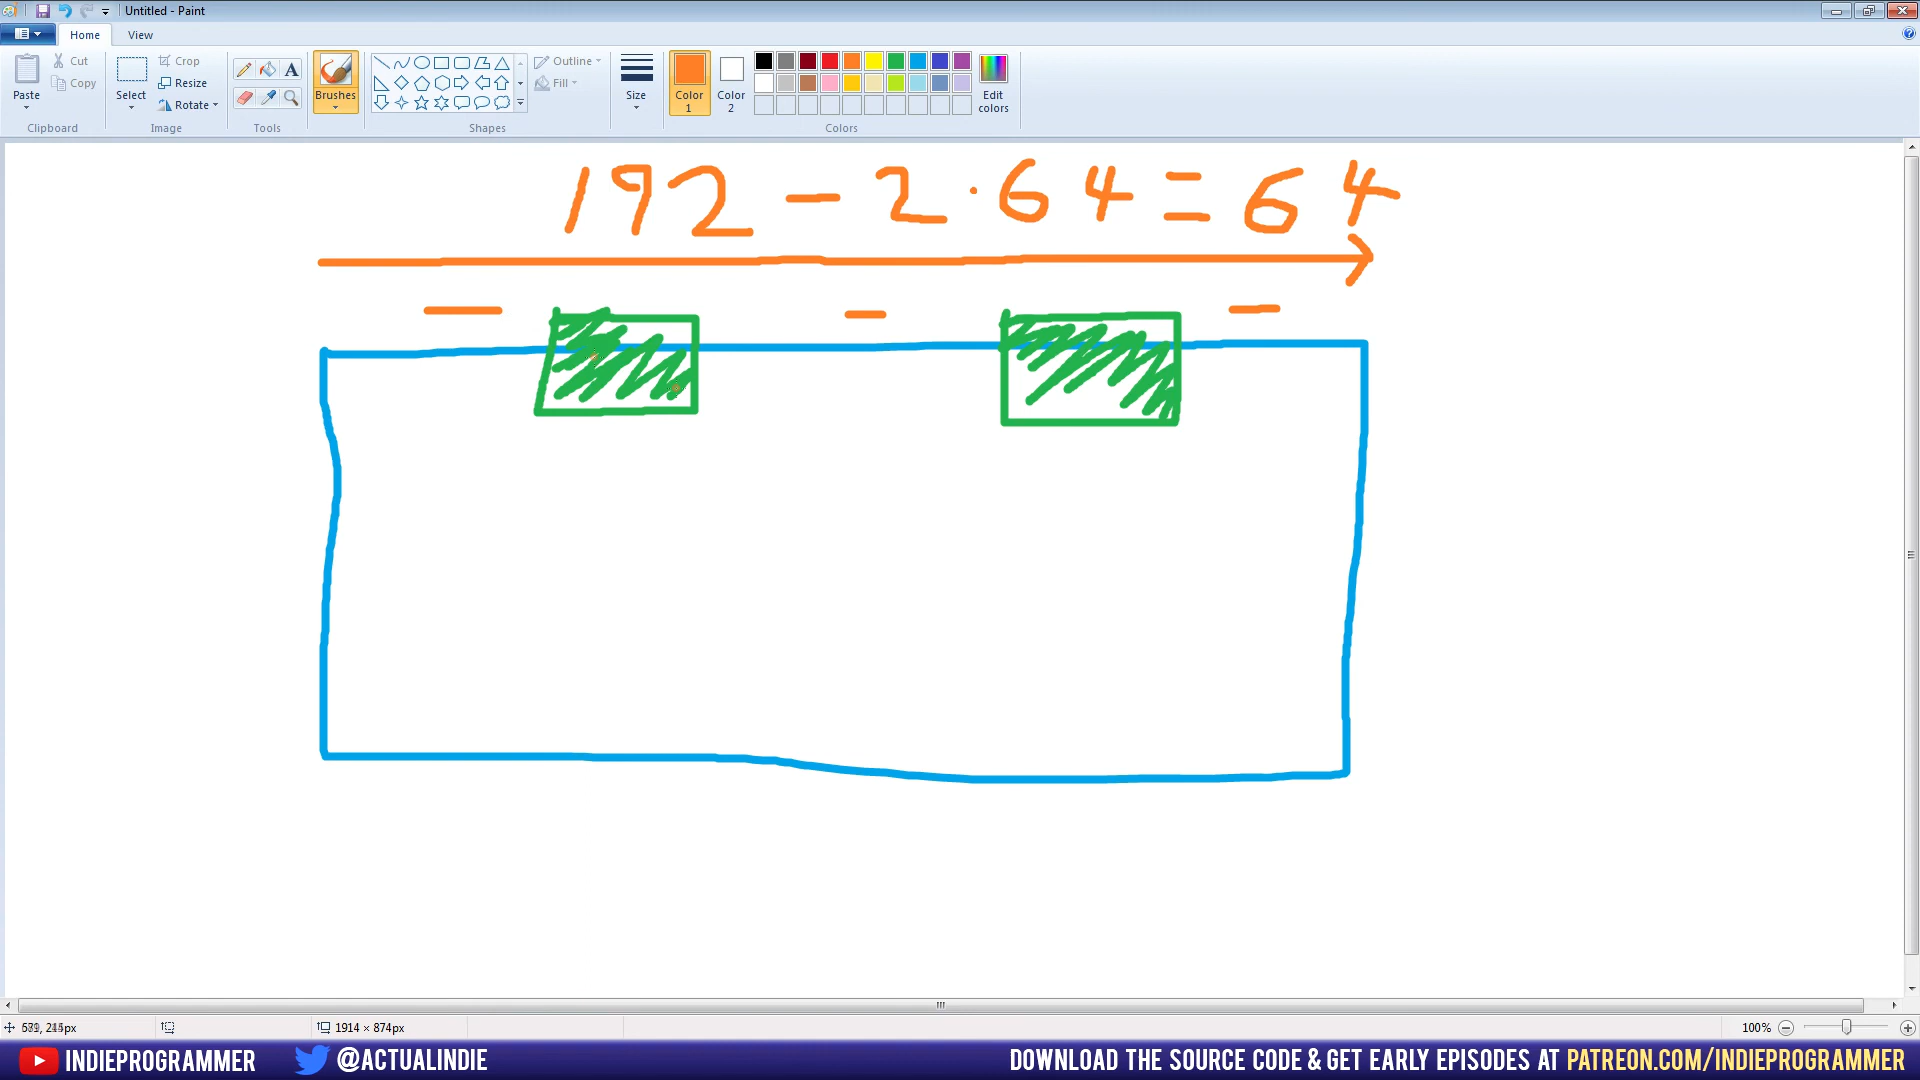 Untitled - Paint
Home View
Paste Cut Copy Clipboard
Select Crop Resize Rotate Image
Tools
Brushes
Shapes
Outline Fill
Size
Color 1
Color 2
Edit colors
Colors
192 - 2 · 64 = 64
1914 × 874px
100%
INDIEPROGRAMMER @ACTUALINDIE DOWNLOAD THE SOURCE CODE & GET EARLY EPISODES AT PATREON.COM/INDIEPROGRAMMER